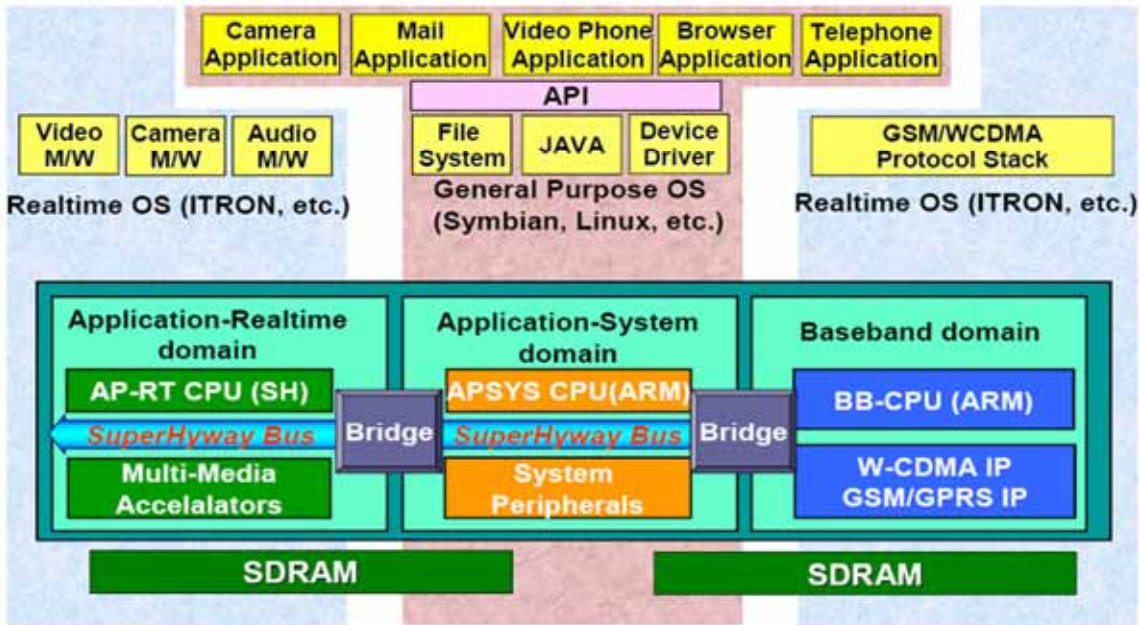 Camera
Application
Mail
Application
Video Phone
Application
Browser
Application
Telephone
Application
API
Video
M/W
Camera
M/W
Audio
M/W
File
System
JAVA
Device
Driver
GSM/WCDMA
Protocol Stack
Realtime OS (ITRON, etc.)
General Purpose OS
(Symbian, Linux, etc.)
Realtime OS (ITRON, etc.)
Application-Realtime
domain
Application-System
domain
Baseband domain
AP-RT CPU (SH)
SuperHyway Bus
Multi-Media
Accelalators
Bridge
APSYS CPU(ARM)
SuperHyway Bus
System
Peripherals
Bridge
BB-CPU (ARM)
W-CDMA IP
GSM/GPRS IP
SDRAM
SDRAM